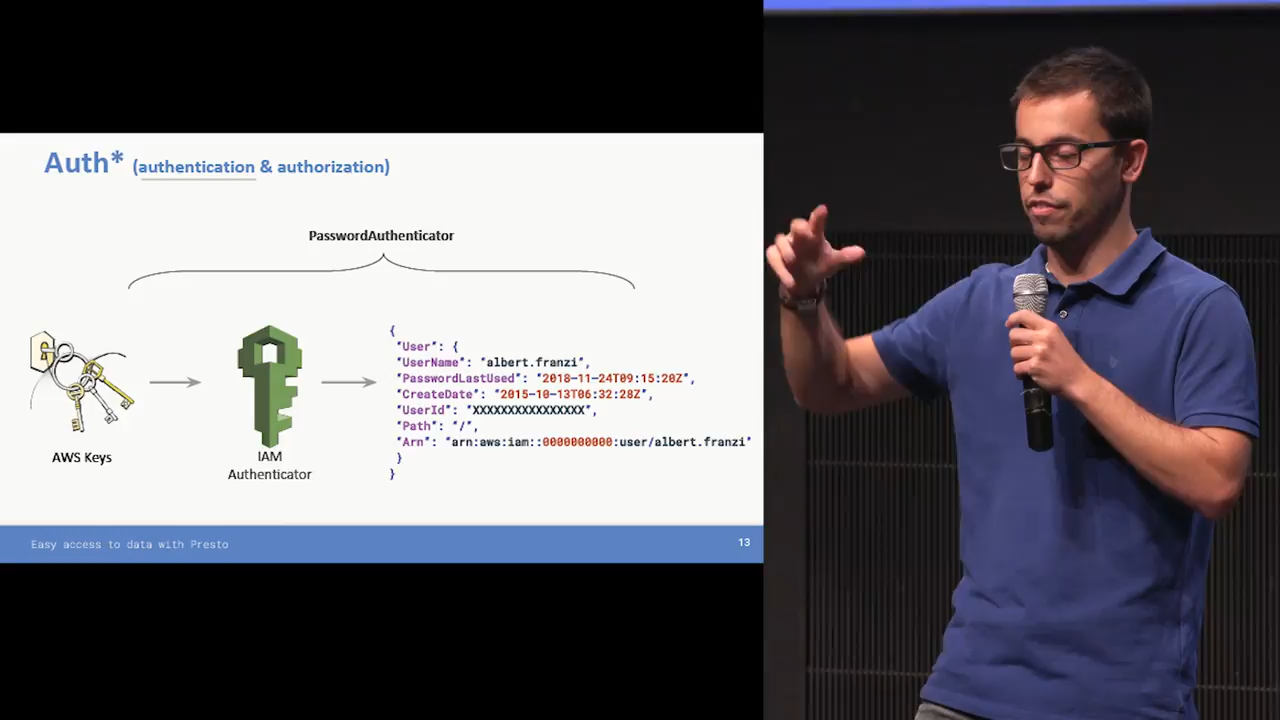 Auth* (authentication & authorization)
PasswordAuthenticator
AWS Keys
IAM
Authenticator
{
"User": {
"UserName": "albert.franzi",
"PasswordLastUsed": "2018-11-24T09:15:20Z",
"CreateDate": "2015-10-13T06:32:28Z",
"UserId": "XXXXXXXXXXXXXXXX",
"Path": "/",
"Arn": "arn:aws:iam::0000000000:user/albert.franzi"
}
}
Easy access to data with Presto
13